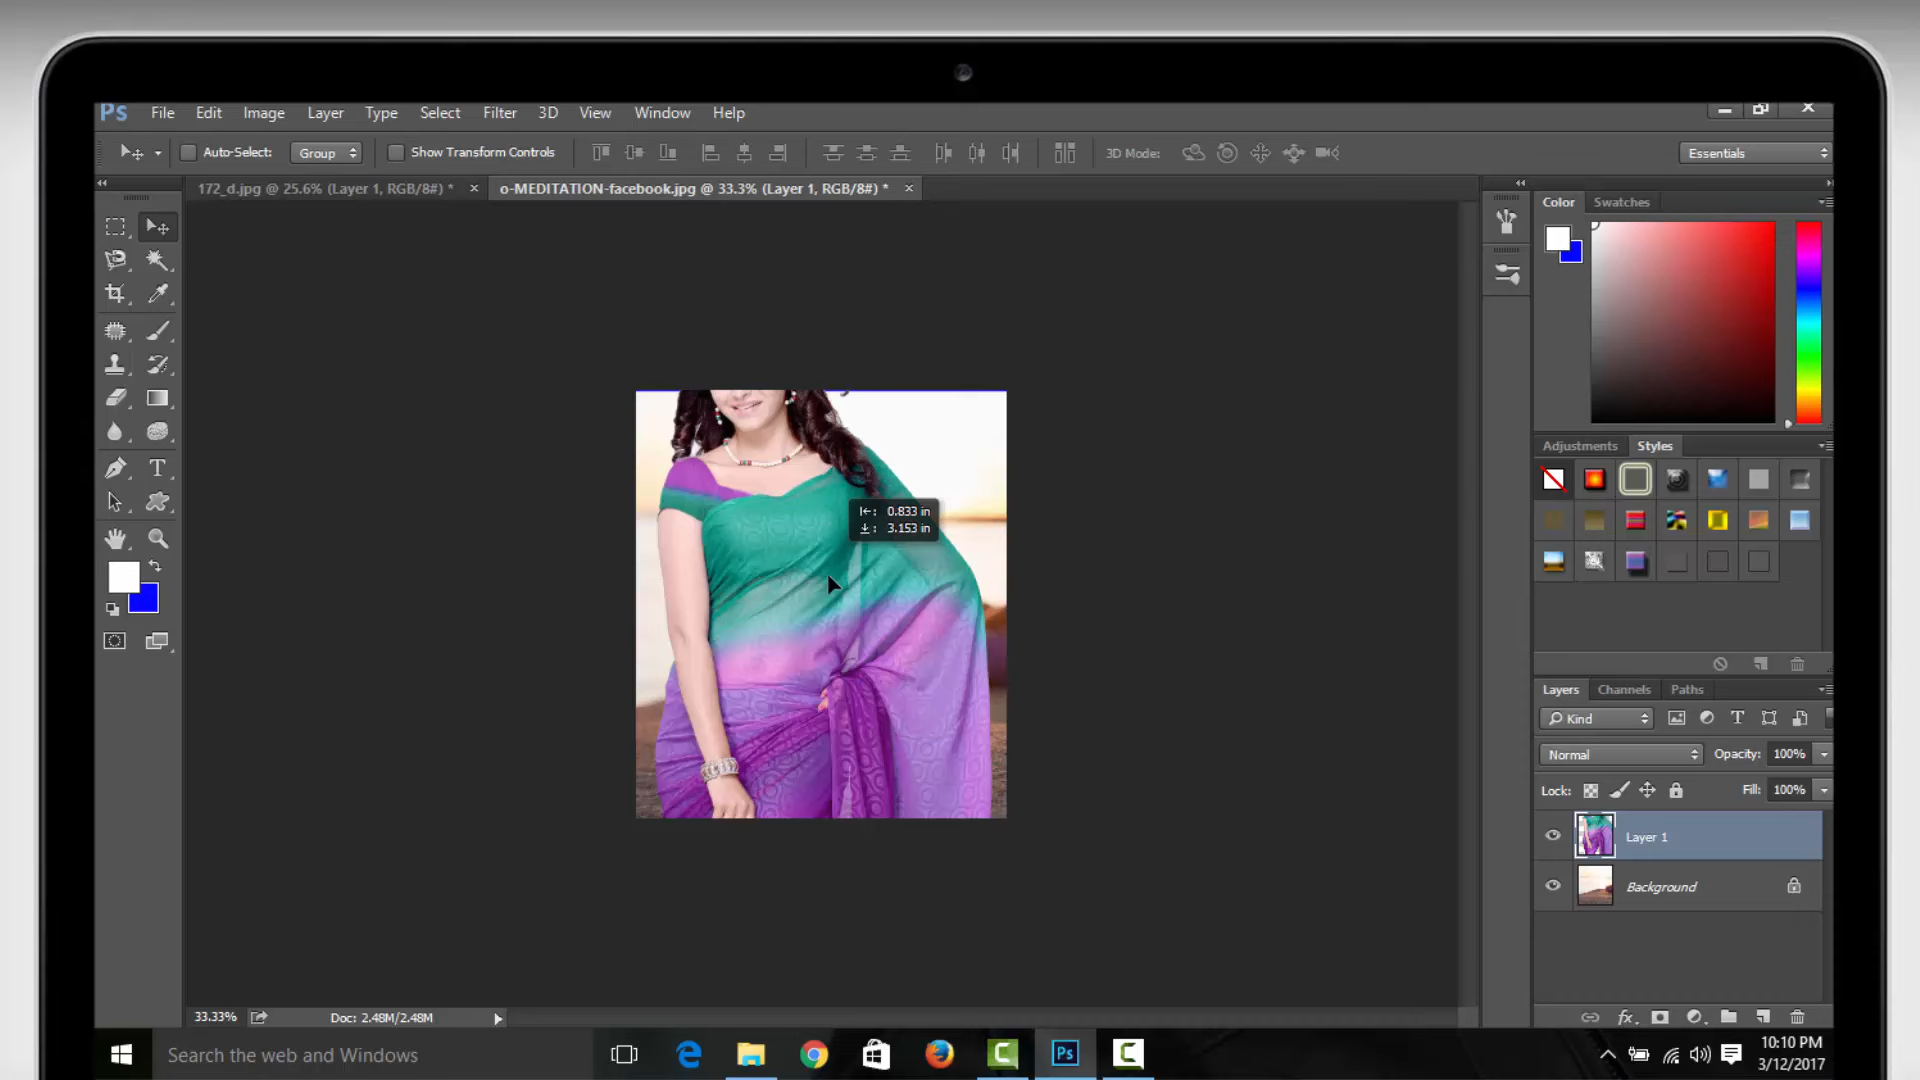 Ps File Edit Image Layer Type Select Filter 3D View Window Help
Auto-Select: Group Show Transform Controls 3D Mode: Essentials
172_d.jpg @ 25.6% (Layer 1, RGB/8#) * × o-MEDITATION-facebook.jpg @ 33.3% (Layer 1, RGB/8#) * ×
Color Swatches
Adjustments Styles
0.833 in
3.153 in
Layers Channels Paths
Kind
Normal Opacity: 100%
Lock: Fill: 100%
Layer 1
Background
33.33% Doc: 2.48M/2.48M
fx
Search the web and Windows
Ps
10:10 PM
3/12/2017